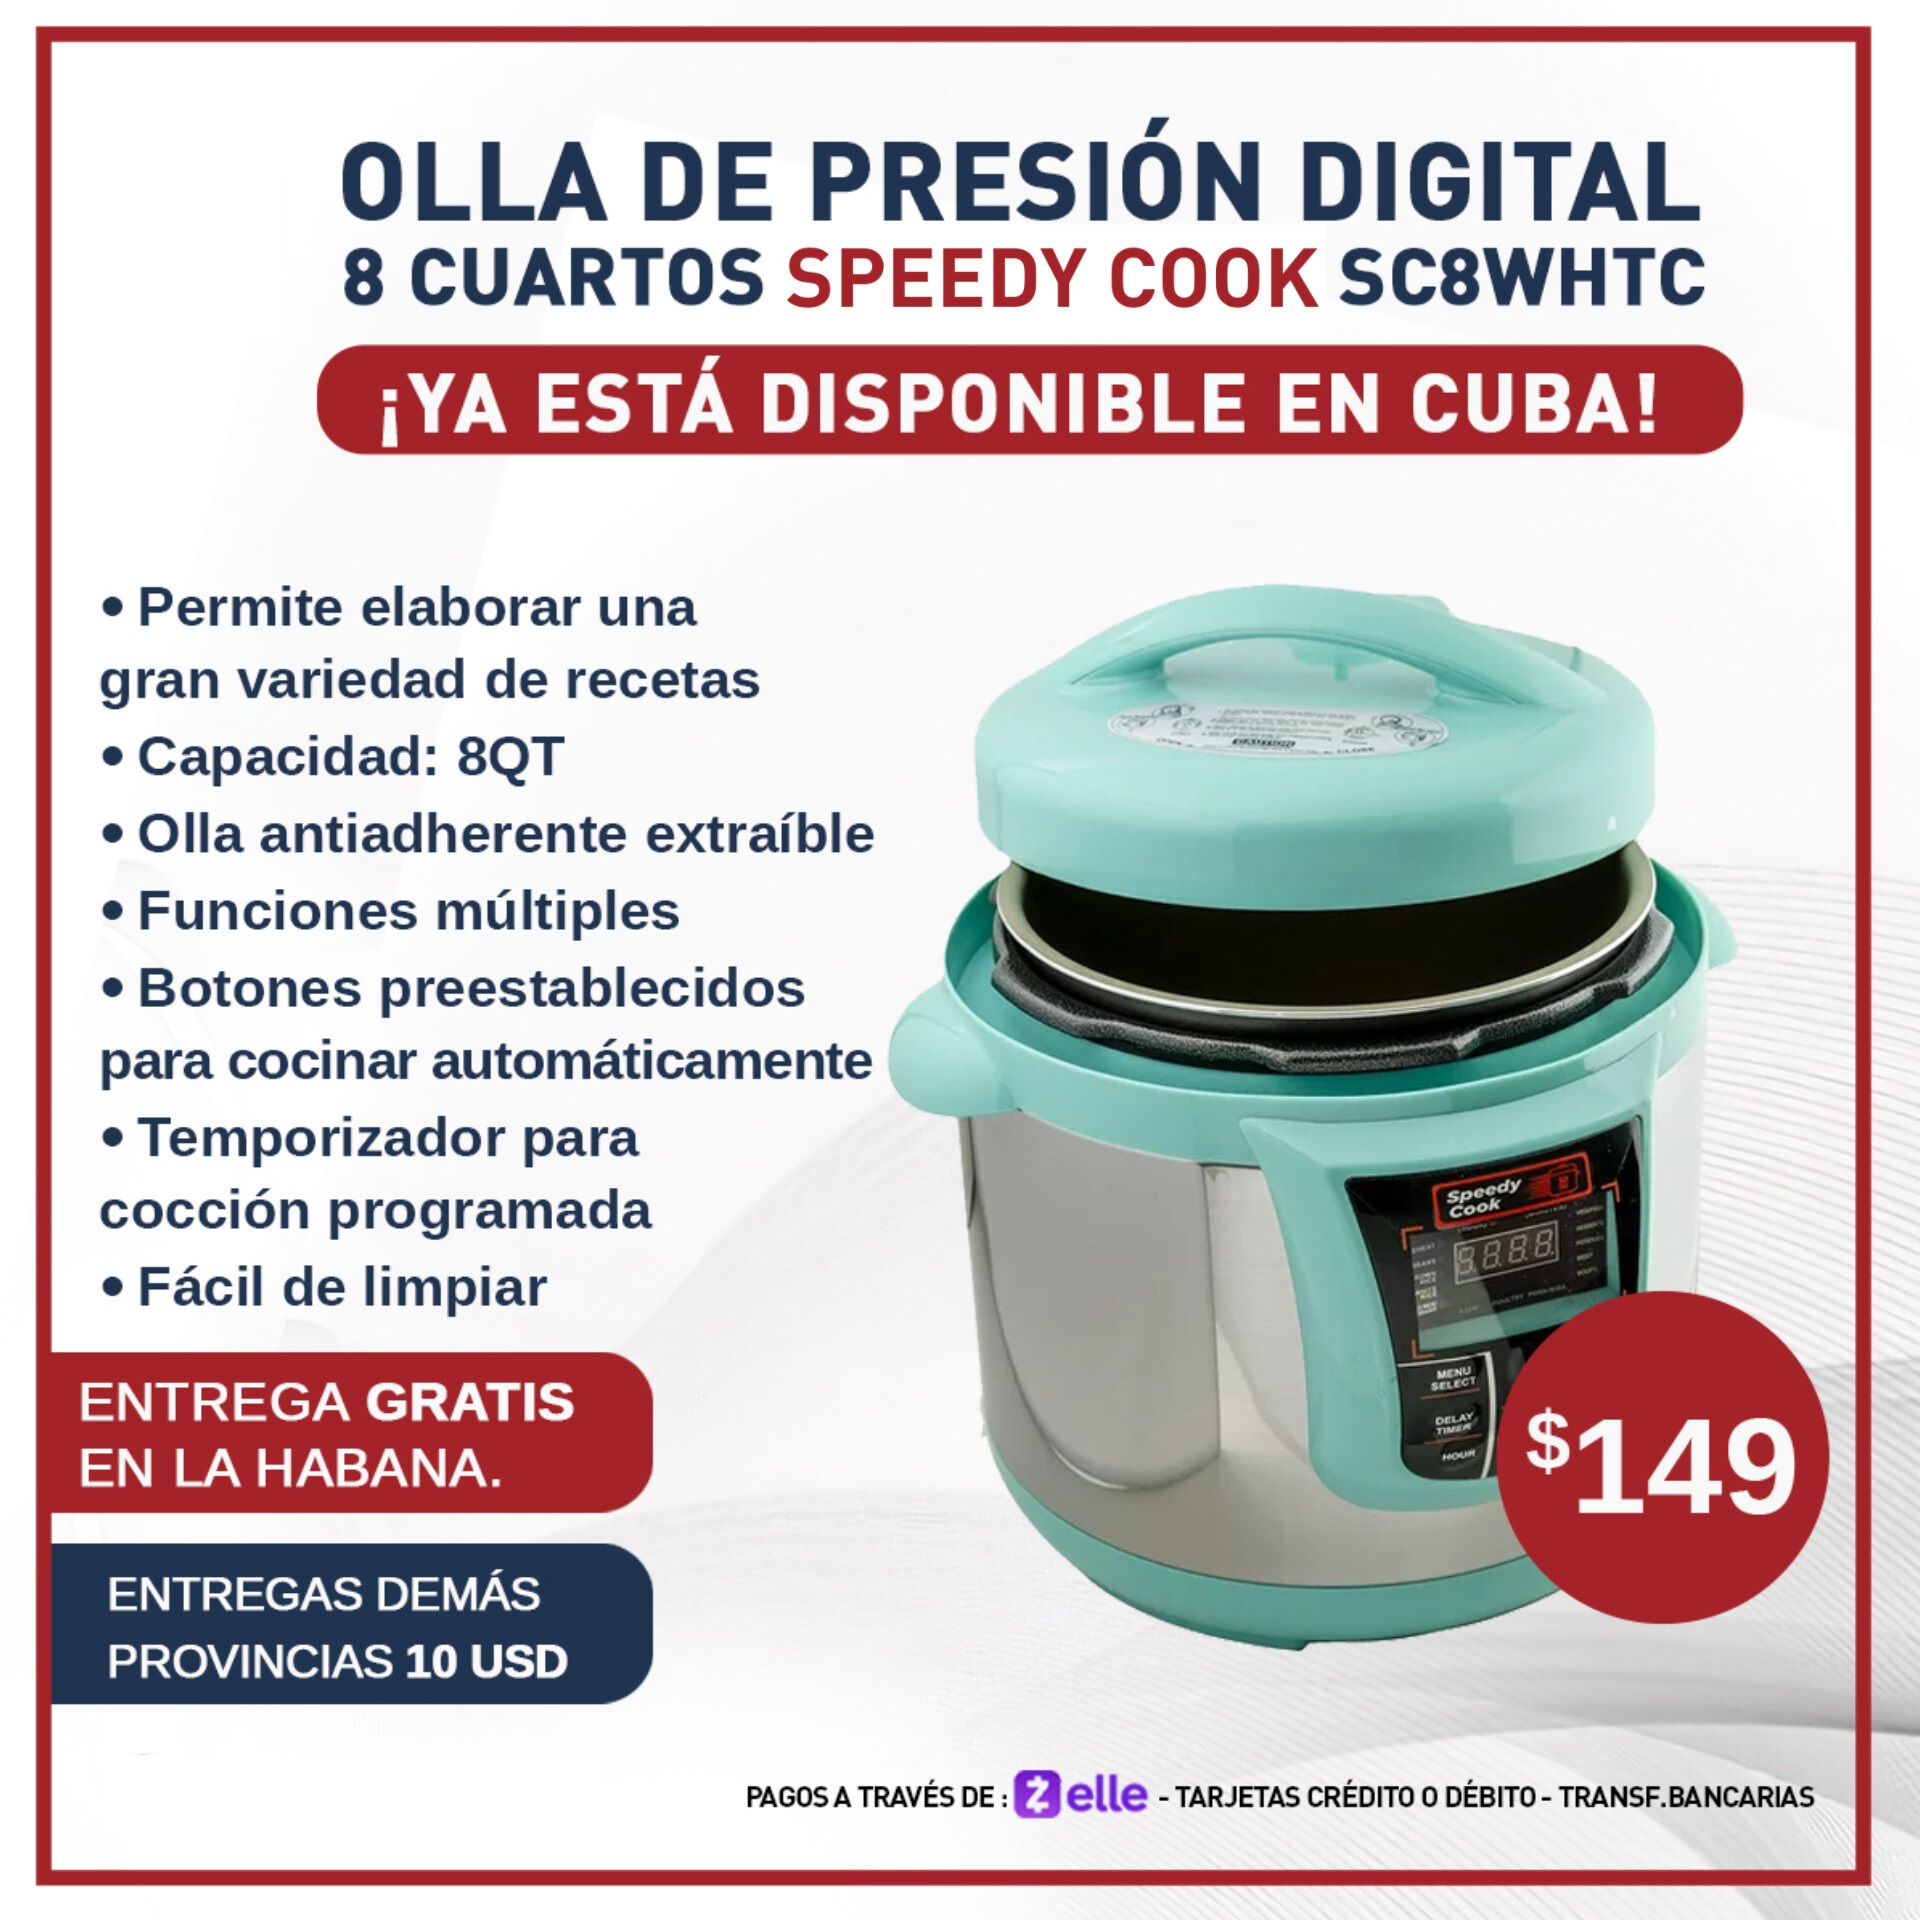 OLLA DE PRESIÓN DIGITAL
8 CUARTOS SPEEDY COOK SC8WHTC
¡YA ESTÁ DISPONIBLE EN CUBA!
• Permite elaborar una
gran variedad de recetas
• Capacidad: 8QT
• Olla antiadherente extraíble
• Funciones múltiples
• Botones preestablecidos
para cocinar automáticamente
• Temporizador para
cocción programada
• Fácil de limpiar
CAUTION
CLOSE
Speedy
Cook
MENU
SELECT
DELAY
TIMER
HOUR
$149
ENTREGA GRATIS
EN LA HABANA.
ENTREGAS DEMÁS
PROVINCIAS 10 USD
PAGOS A TRAVÉS DE : Zelle - TARJETAS CRÉDITO O DÉBITO - TRANSF.BANCARIAS